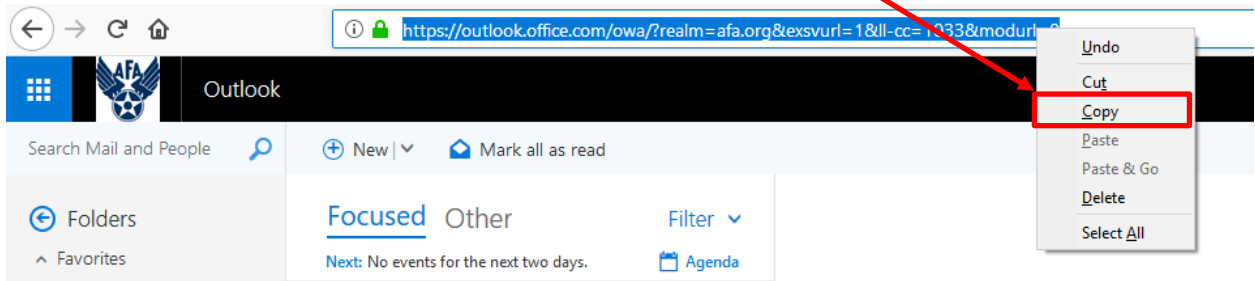 https://outlook.office.com/owa/?realm=afa.org&exsvurl=1&ll-cc=1033&modurl=0
Undo
Cut
Copy
Paste
Paste & Go
Delete
Select All
AFA
Outlook
Search Mail and People
New
Mark all as read
Folders
Favorites
Focused Other Filter
Next: No events for the next two days. Agenda